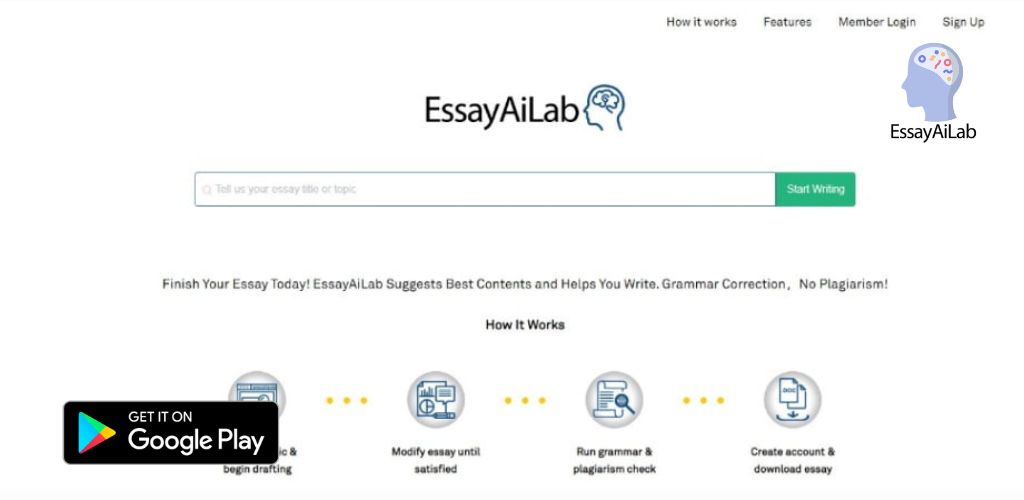 How it works Features Member Login Sign Up
EssayAiLab
EssayAiLab
Tell us your essay title or topic
Start Writing
Finish Your Essay Today! EssayAiLab Suggests Best Contents and Helps You Write. Grammar Correction，No Plagiarism!
How It Works
DOC
GET IT ON
Google Play
ic &
begin drafting
Modify essay until
satisfied
Run grammar &
plagiarism check
Create account &
download essay